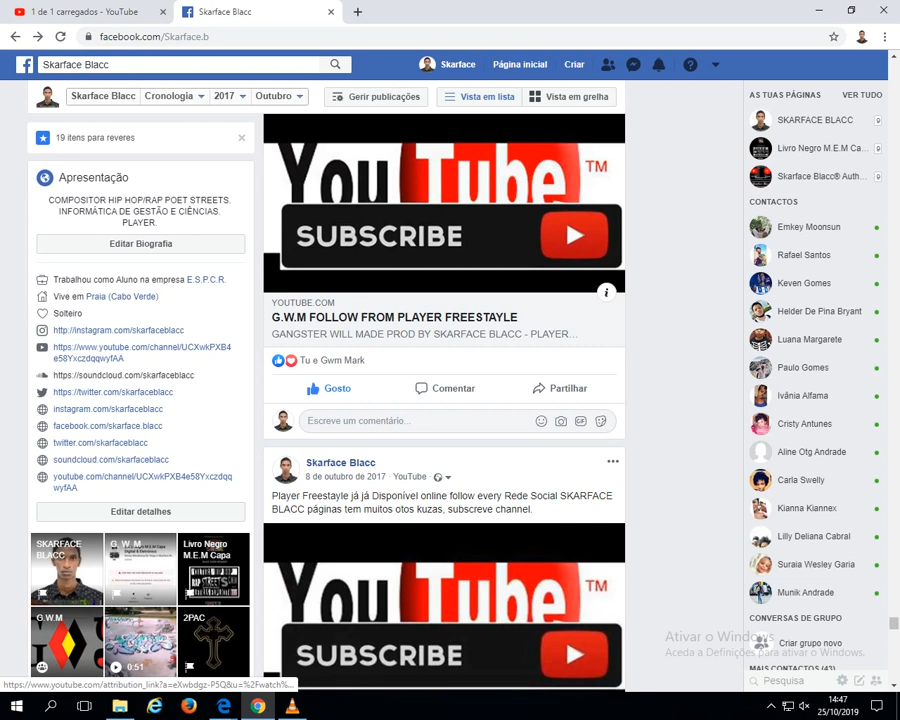 1 de 1 carregados - YouTube
Skarface Blacc
facebook.com/Skarface.b
Skarface Blacc
Skarface
Página inicial
Criar
Skarface Blacc
Cronologia
2017
Outubro
Gerir publicações
Vista em lista
Vista em grelha
19 itens para reveres
Apresentação
COMPOSITOR HIP HOP/RAP POET STREETS.
INFORMÁTICA DE GESTÃO E CIÊNCIAS.
PLAYER.
Editar Biografia
Trabalhou como Aluno na empresa E.S.P.C.R.
Vive em Praia (Cabo Verde)
Solteiro
http://instagram.com/skarfaceblacc
https://www.youtube.com/channel/UCXwkPXB4
e58YxczdqqwyfAA
https://soundcloud.com/skarfaceblacc
https://twitter.com/skarfaceblacc
instagram.com/skarfaceblacc
facebook.com/skarfaceblacc
twitter.com/skarfaceblacc
soundcloud.com/skarfaceblacc
youtube.com/channel/UCXwkPXB4e58Yxczdqq
wyfAA
Editar detalhes
SKARFACE
BLACC
G. W. M
Livro Negro
M.E.M Capa
G.W.M
0:51
2PAC
https://www.youtube.com/attribution_link?a=eXwbdgz-P5Q&u=%2Fwatch%...
YouTube TM
SUBSCRIBE
YOUTUBE.COM
G.W.M FOLLOW FROM PLAYER FREESTAYLE
GANGSTER WILL MADE PROD BY SKARFACE BLACC - PLAYER...
Tu e Gwm Mark
Gosto
Comentar
Partilhar
Escreve um comentário...
GIF
Skarface Blacc
8 de outubro de 2017 · YouTube ·
Player Freestayle já já Disponível online follow every Rede Social SKARFACE
BLACC páginas tem muitos otos kuzas, subscreve channel.
YouTube TM
SUBSCRIBE
AS TUAS PÁGINAS
VER TUDO
SKARFACE BLACC
Livro Negro M.E.M Ca...
Skarface Blacc® Auth...
CONTACTOS
Emkey Moonsun
Rafael Santos
Keven Gomes
Helder De Pina Bryant
Luana Margarete
Paulo Gomes
Ivânia Alfama
Cristy Antunes
Aline Otg Andrade
Carla Swelly
Kianna Kiannex
Lilly Deliana Cabral
Suraia Wesley Garia
Munik Andrade
CONVERSAS DE GRUPO
Criar grupo novo
MAIS CONTACTOS (43)
Pesquisa
Ativar o Windows
Aceda a Definições para ativar o Windows.
14:47
25/10/2019